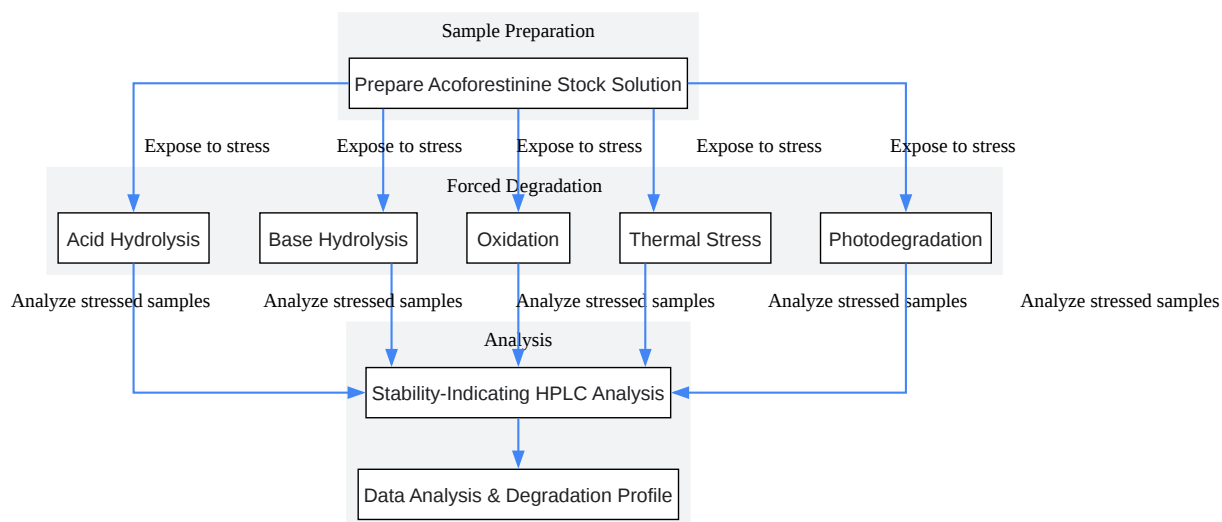 Sample Preparation
Prepare Acoforestinine Stock Solution
Expose to stress
Expose to stress
Expose to stress
Expose to stress
Expose to stress
Forced Degradation
Acid Hydrolysis
Base Hydrolysis
Oxidation
Thermal Stress
Photodegradation
Analyze stressed samples
Analyze stressed samples
Analyze stressed samples
Analyze stressed samples
Analyze stressed samples
Analysis
Stability-Indicating HPLC Analysis
Data Analysis & Degradation Profile